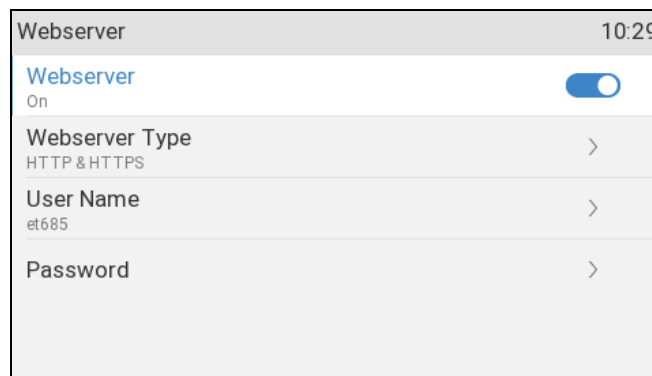 Webserver 10:29
Webserver
On
Webserver Type
HTTP & HTTPS
User Name
et685
Password